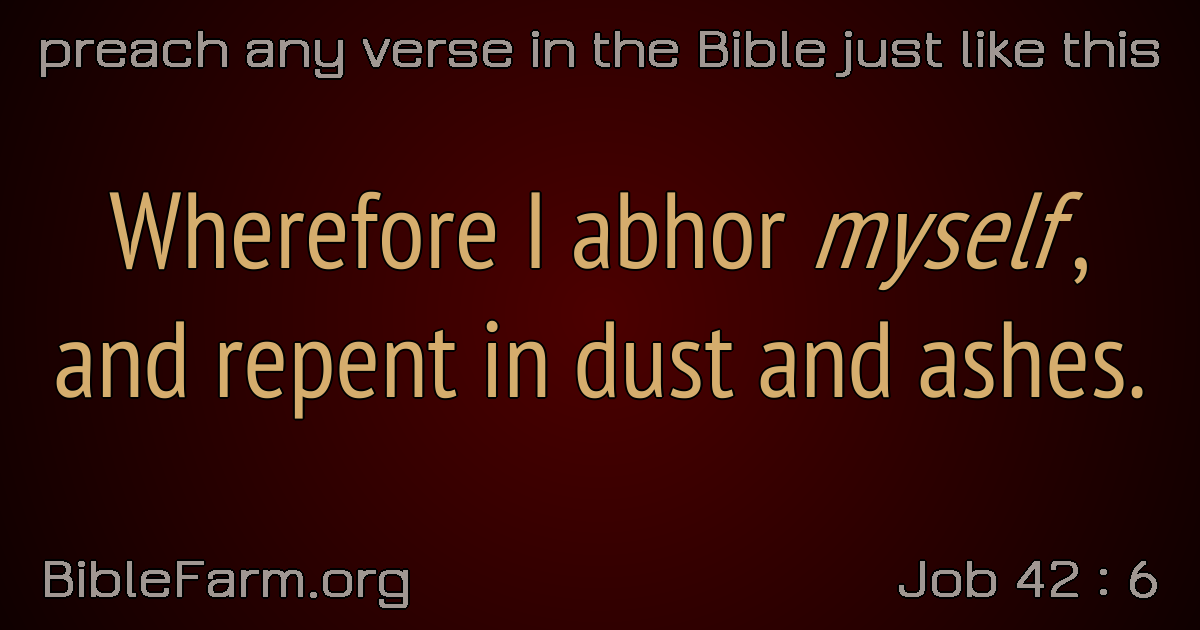 preach any verse in the Bible just like this
Wherefore I abhor myself,
and repent in dust and ashes.
BibleFarm.org
Job 42 : 6